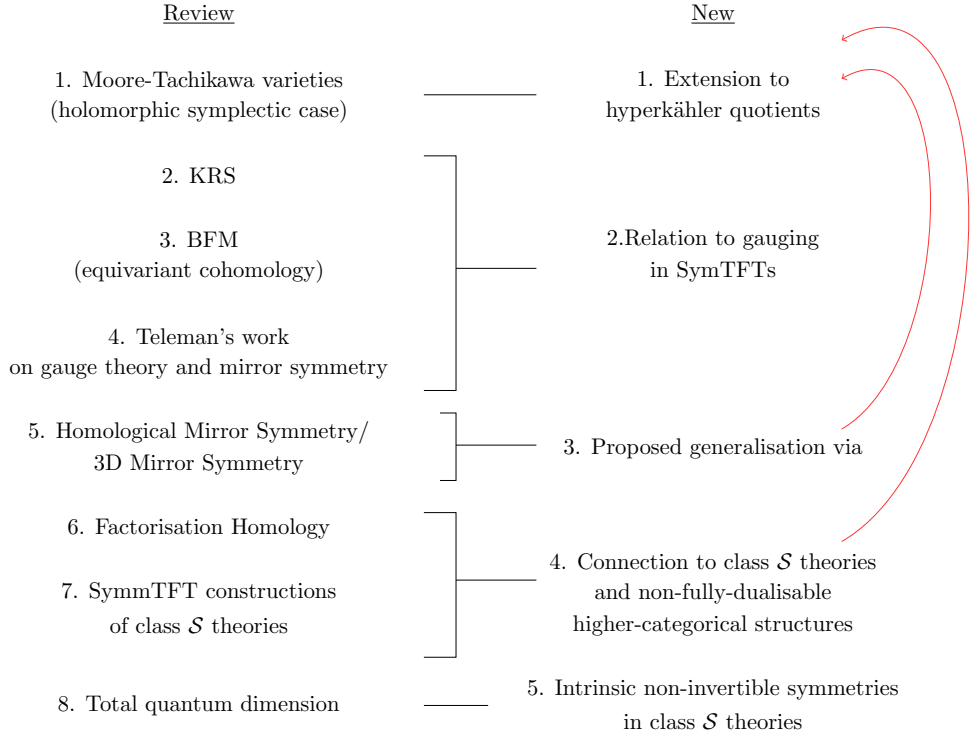 Review
1. Moore-Tachikawa varieties
(holomorphic symplectic case)
2. KRS
3. BFM
(equivariant cohomology)
4. Teleman's work
on gauge theory and mirror symmetry
5. Homological Mirror Symmetry/
3D Mirror Symmetry
6. Factorisation Homology
7. SymmTFT constructions
of class 𝒮 theories
8. Total quantum dimension
New
1. Extension to
hyperkähler quotients
2.Relation to gauging
in SymTFTs
3. Proposed generalisation via
4. Connection to class 𝒮 theories
and non-fully-dualisable
higher-categorical structures
5. Intrinsic non-invertible symmetries
in class 𝒮 theories